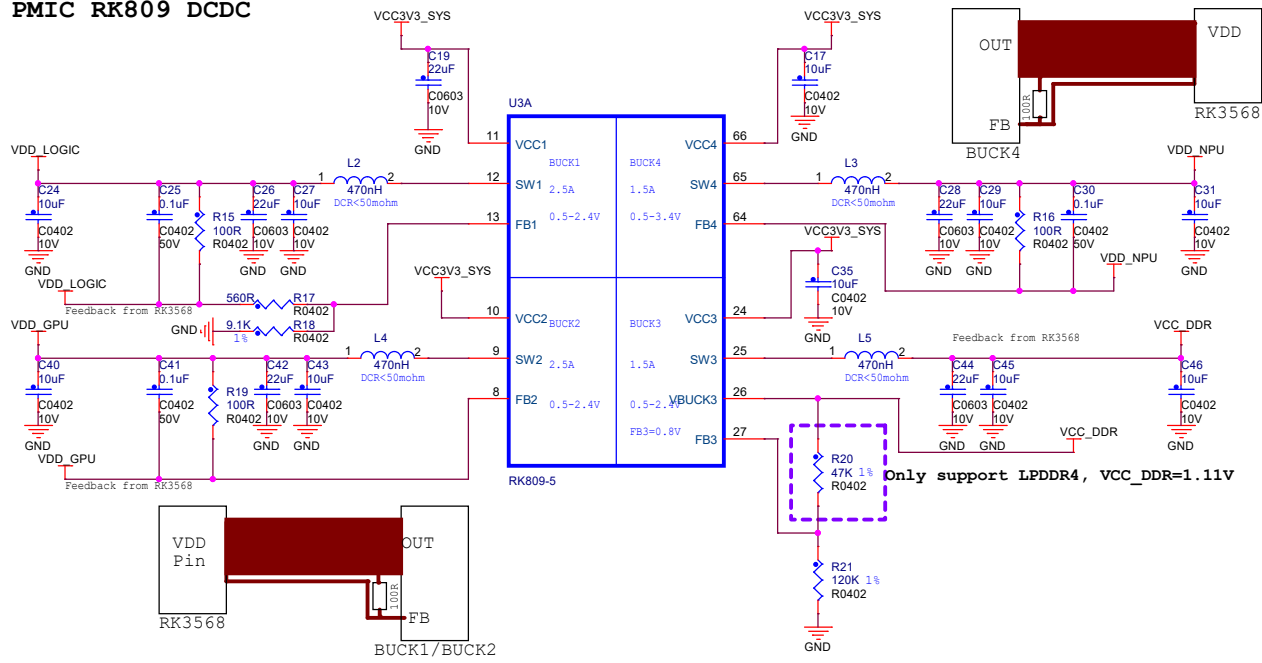 PMIC RK809 DCDC
VCC3V3_SYS
C19
22uF
C0603
10V
GND
VCC3V3_SYS
C17
10uF
C0402
10V
GND
OUT
VDD
100R
FB
RK3568
BUCK4
U3A
11
VCC1
12
SW1
13
FB1
10
VCC2
9
SW2
8
FB2
BUCK1
2.5A
0.5-2.4V
BUCK4
1.5A
0.5-3.4V
BUCK2
2.5A
0.5-2.4V
BUCK3
1.5A
0.5-2.4V
FB3=0.8V
VCC4
66
SW4
65
FB4
64
VCC3
24
SW3
25
VBUCK3
26
FB3
27
RK809-5
VDD_LOGIC
C24
10uF
C0402
10V
GND
C25
0.1uF
C0402
50V
R15
100R
R0402
C26
22uF
C0603
10V
GND
C27
10uF
C0402
10V
GND
L2
1
2
470nH
DCR<50mohm
VDD_LOGIC
Feedback from RK3568
560R
R17
R0402
GND
9.1K
1%
R18
R0402
VCC3V3_SYS
VDD_GPU
C40
10uF
C0402
10V
GND
C41
0.1uF
C0402
50V
R19
100R
R0402
C42
22uF
C0603
10V
GND
C43
10uF
C0402
10V
GND
L4
1
2
470nH
DCR<50mohm
VDD_GPU
Feedback from RK3568
L3
1
2
470nH
DCR<50mohm
VDD_NPU
C28
22uF
C0603
10V
GND
C29
10uF
C0402
10V
GND
R16
100R
R0402
C30
0.1uF
C0402
50V
C31
10uF
C0402
10V
GND
VDD_NPU
VCC3V3_SYS
C35
10uF
C0402
10V
GND
Feedback from RK3568
L5
1
2
470nH
DCR<50mohm
VCC_DDR
C44
22uF
C0603
10V
GND
C45
10uF
C0402
10V
GND
C46
10uF
C0402
10V
GND
VCC_DDR
R20
47K 1%
R0402
Only support LPDDR4, VCC_DDR=1.11V
R21
120K 1%
R0402
GND
VDD
Pin
OUT
100R
FB
RK3568
BUCK1/BUCK2